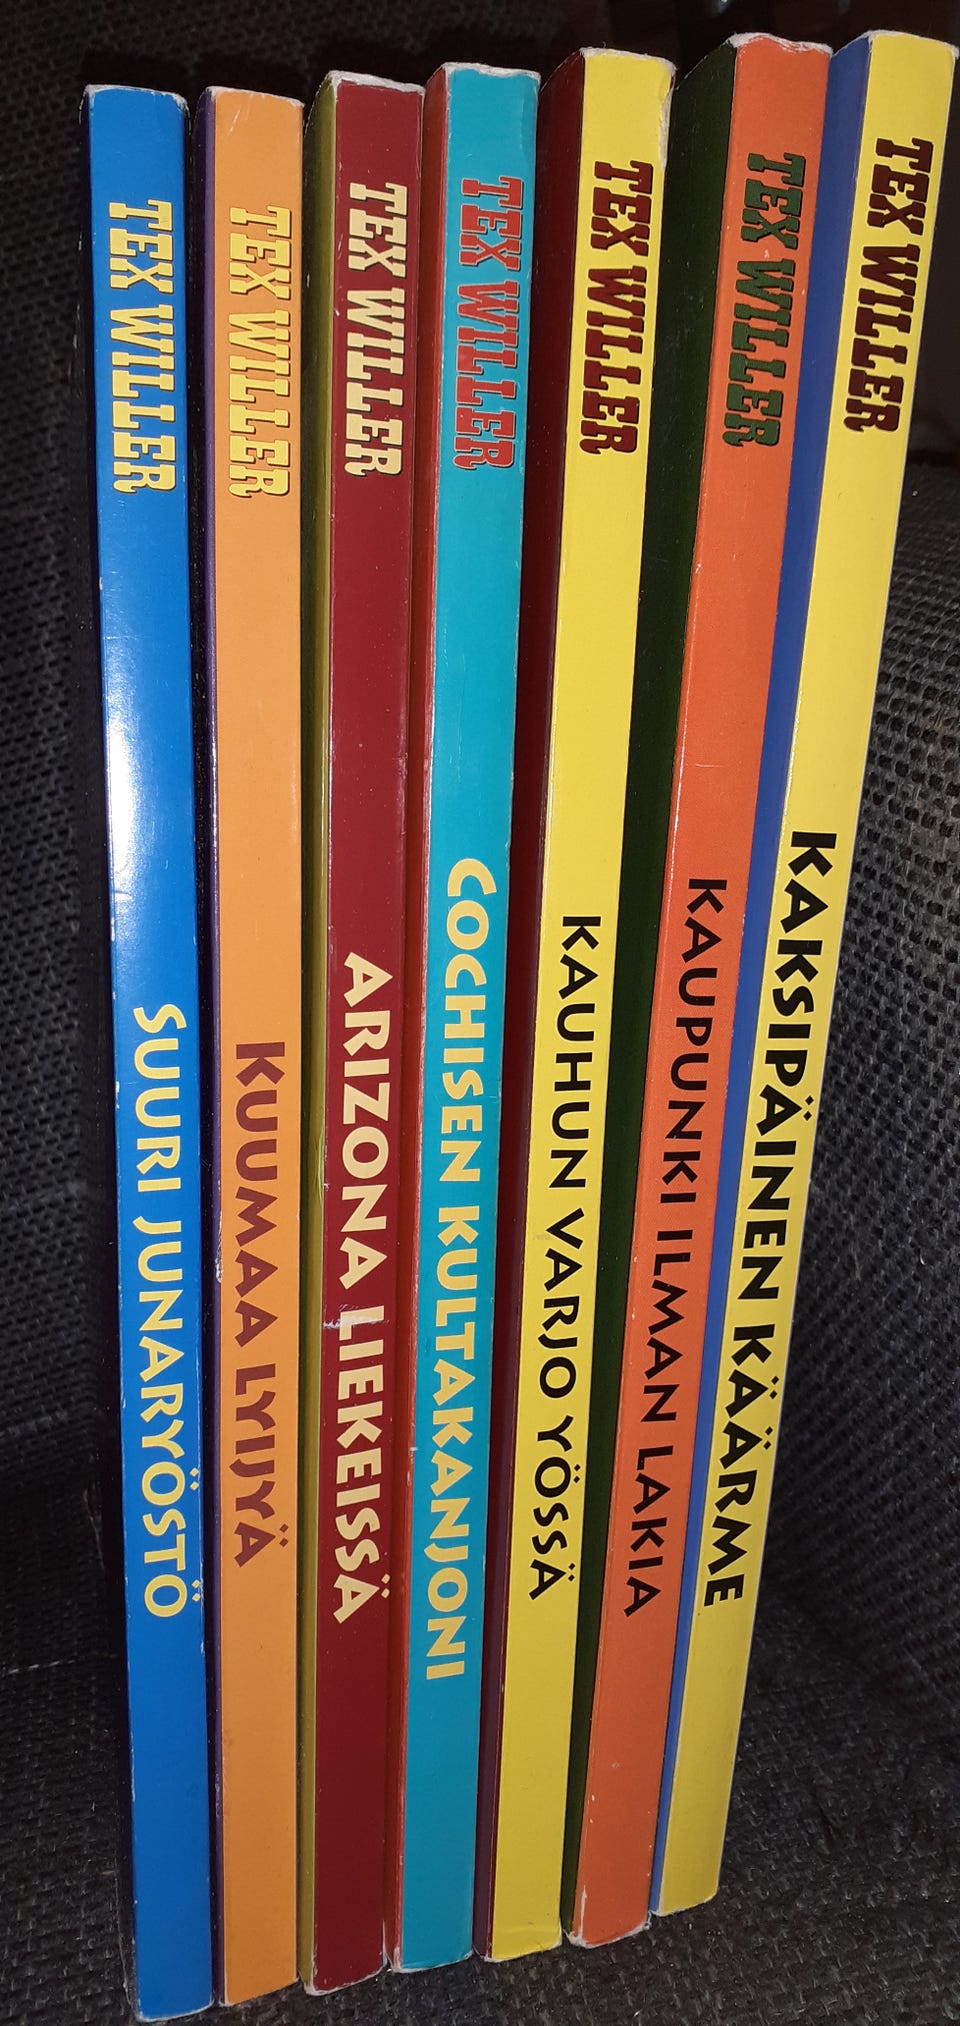 TEX WILLER
SUURI JUNARYÖSTÖ
TEX WILLER
KUUMAA LYIJYÄ
TEX WILLER
ARIZONA LIEKEISSÄ
TEX WILLER
COCHISEN KULTAKANJONI
TEX WILLER
KAUHUN VARJO YÖSSÄ
TEX WILLER
KAUPUNKI ILMAN LAKIA
TEX WILLER
KAKSIPÄINEN KÄÄRME